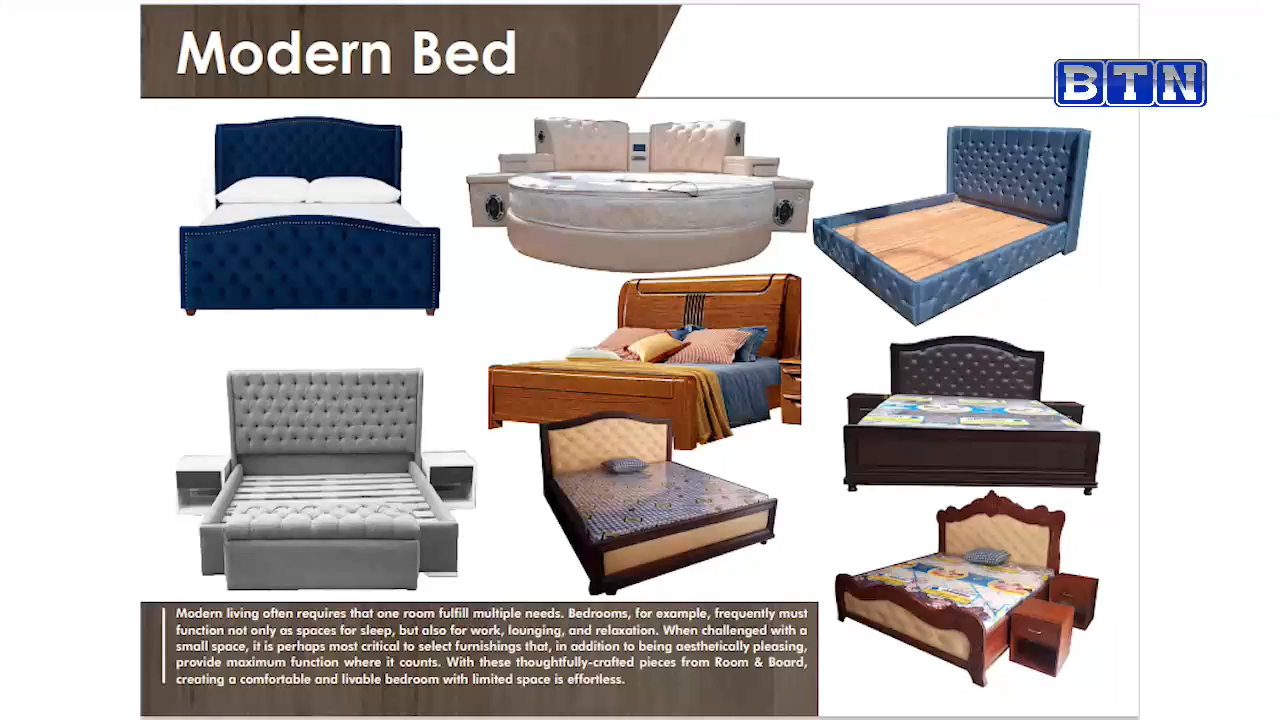 Modern Bed
BTN
Modern living often requires that one room fulfill multiple needs. Bedrooms, for example, frequently must
function not only as spaces for sleep, but also for work, lounging, and relaxation. When challenged with a
small space, it is perhaps most critical to select furnishings that, in addition to being aesthetically pleasing,
provide maximum function where it counts. With these thoughtfully-crafted pieces from Room & Board,
creating a comfortable and livable bedroom with limited space is effortless.